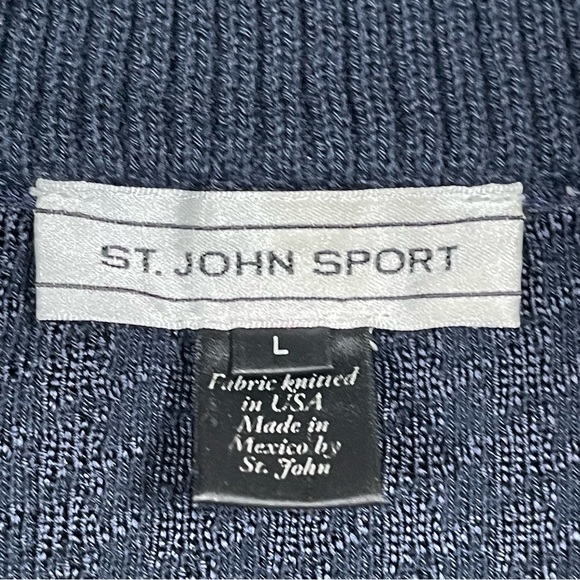 ST. JOHN SPORT
L
Fabric knitted
in USA
Made in
Mexico by
St. John